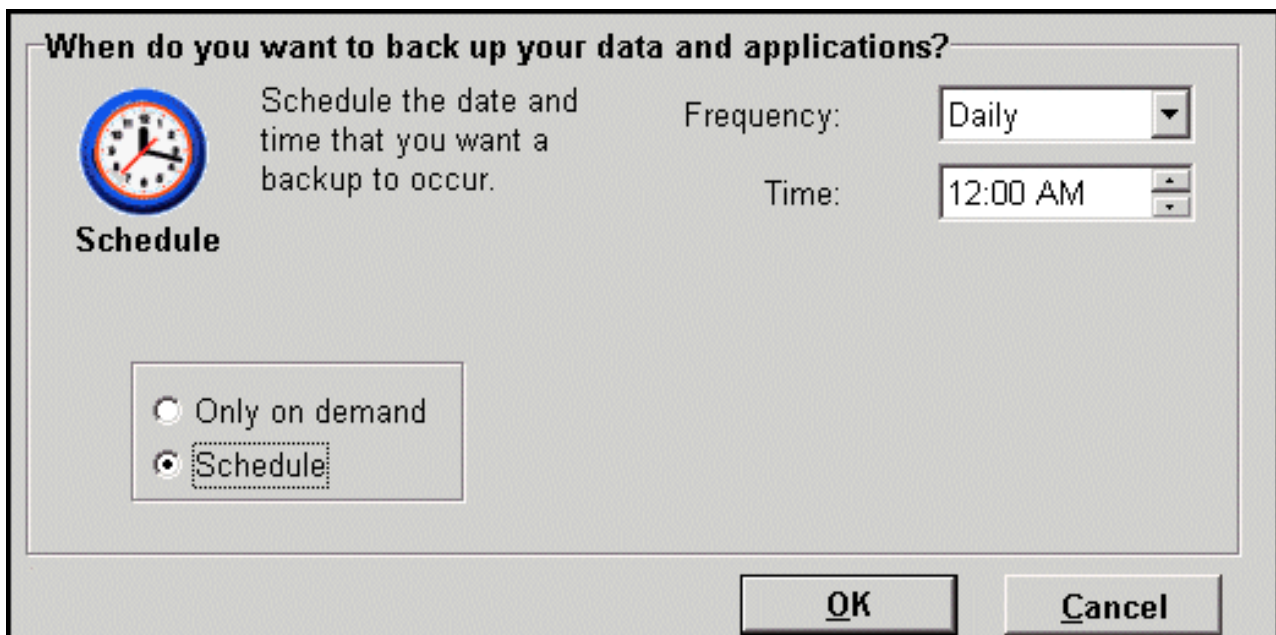 When do you want to back up your data and applications?
Schedule the date and
time that you want a
backup to occur.
Schedule
Frequency: Daily
Time: 12:00 AM
Only on demand
Schedule
OK Cancel